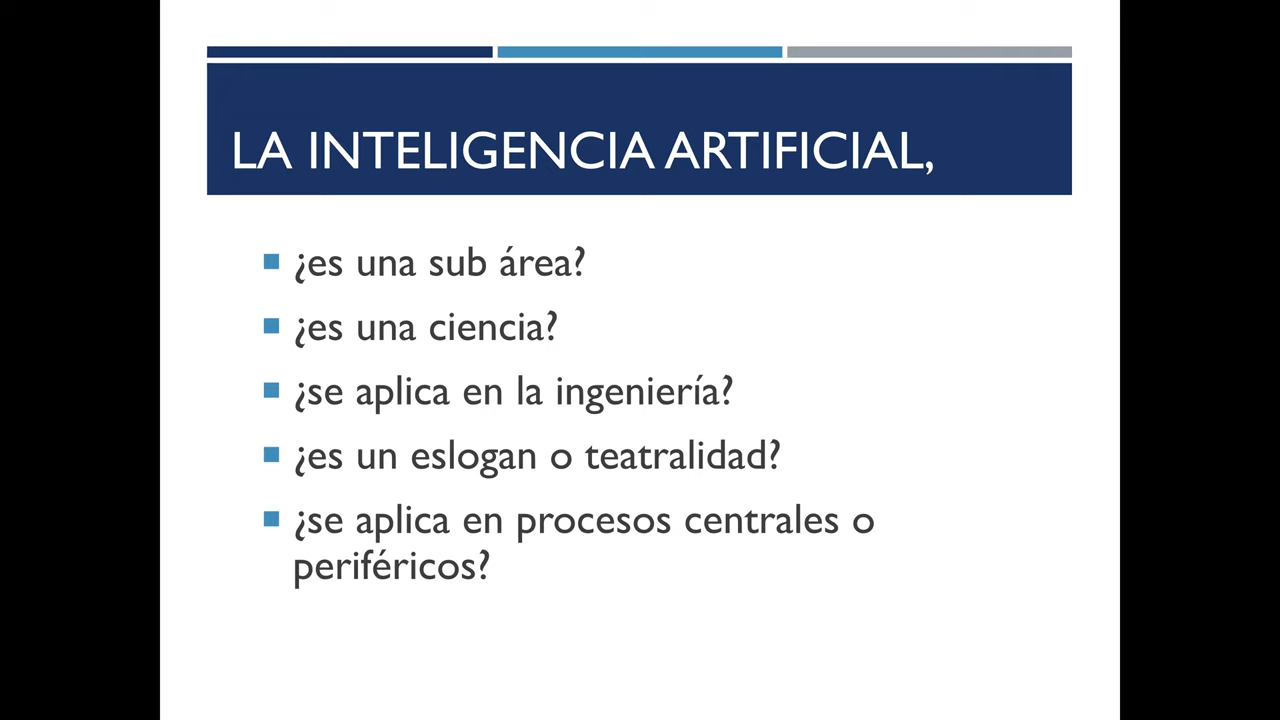 LA INTELIGENCIA ARTIFICIAL,
¿es una sub área?
¿es una ciencia?
¿se aplica en la ingeniería?
¿es un eslogan o teatralidad?
¿se aplica en procesos centrales o
periféricos?